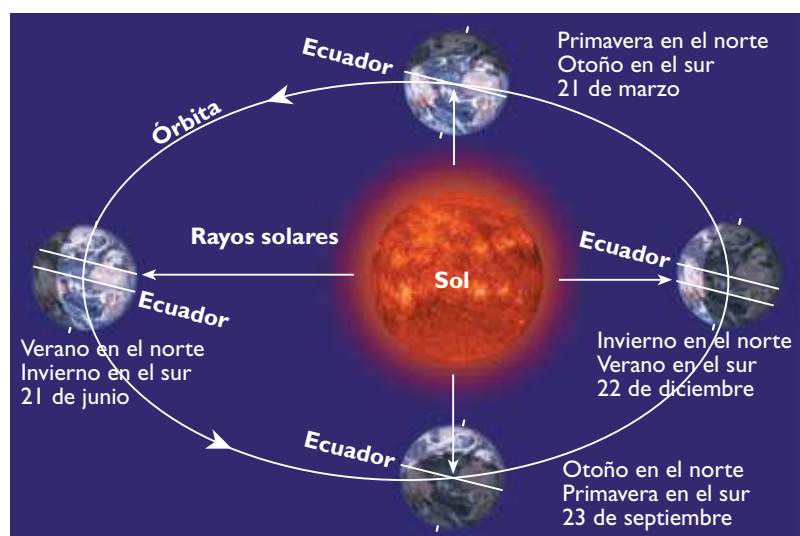 Ecuador
Primavera en el norte
Otoño en el sur
21 de marzo
Órbita
Rayos solares
Sol
Ecuador
Ecuador
Verano en el norte
Invierno en el sur
21 de junio
Invierno en el norte
Verano en el sur
22 de diciembre
Ecuador
Otoño en el norte
Primavera en el sur
23 de septiembre